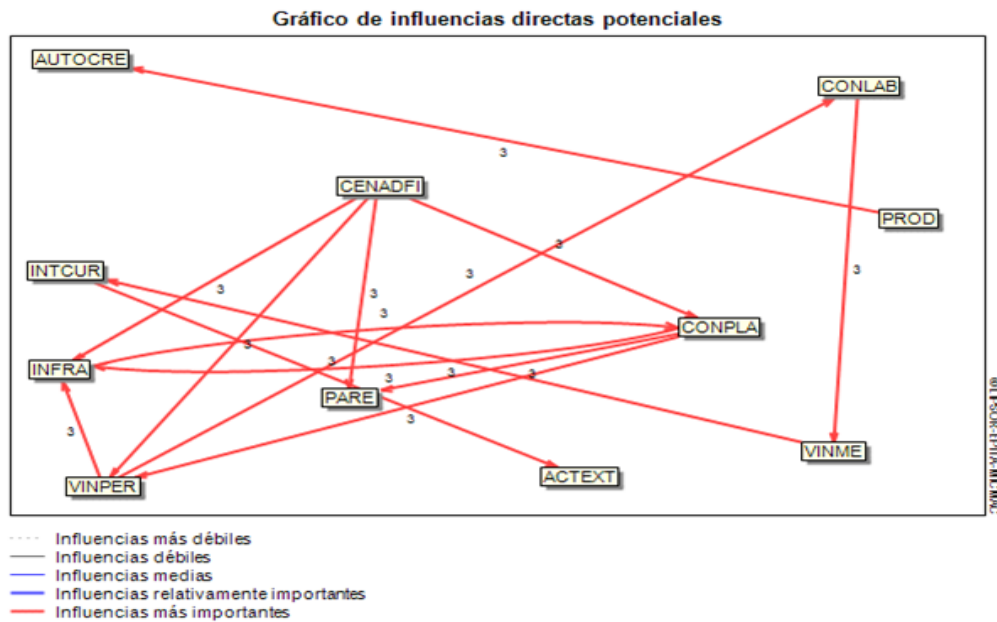 Gráfico de influencias directas potenciales
AUTOCRE
CONLAB
3
CENADFI
PROD
3
INTCUR
3
3
3
3
3
CONPLA
3
3
INFRA
3
3
3
PARE
3
3
VINME
VINPER
ACTEXT
Influencias más débiles
Influencias débiles
Influencias medias
Influencias relativamente importantes
Influencias más importantes